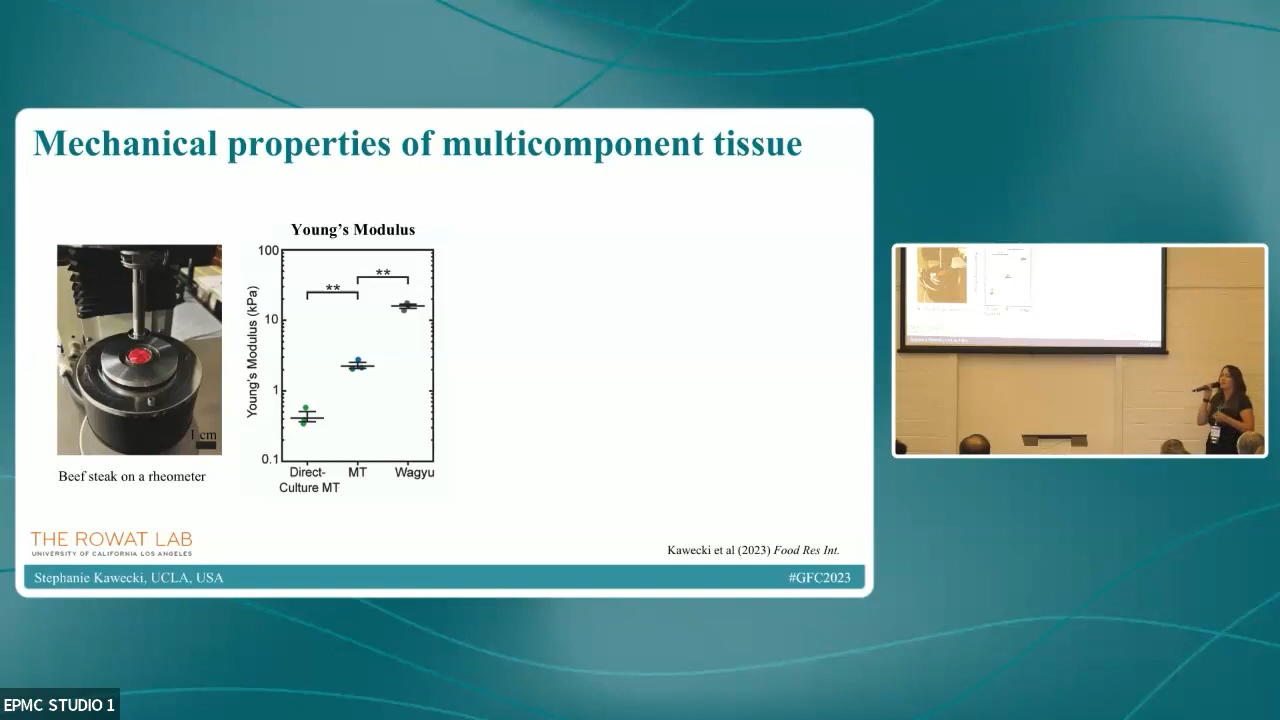 Mechanical properties of multicomponent tissue
1 cm
Beef steak on a rheometer
Young's Modulus
Young's Modulus (kPa)
100
10
1
0.1
**
**
Direct-
Culture MT
MT
Wagyu
THE ROWAT LAB
UNIVERSITY OF CALIFORNIA LOS ANGELES
Kawecki et al (2023) Food Res Int.
Stephanie Kawecki, UCLA, USA
#GFC2023
EPMC STUDIO 1